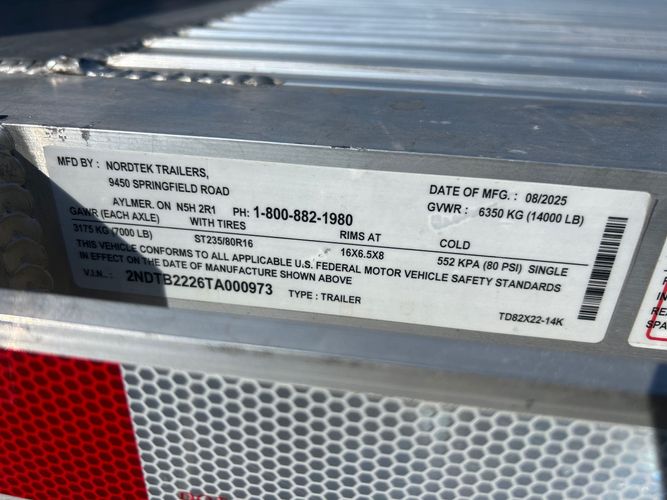 MFD BY : NORDTEK TRAILERS,
9450 SPRINGFIELD ROAD
AYLMER. ON N5H 2R1 PH: 1-800-882-1980
DATE OF MFG. : 08/2025
GVWR : 6350 KG (14000 LB)
GAWR (EACH AXLE) WITH TIRES RIMS AT COLD
3175 KG (7000 LB) ST235/80R16 16X6.5X8 552 KPA (80 PSI) SINGLE
THIS VEHICLE CONFORMS TO ALL APPLICABLE U.S. FEDERAL MOTOR VEHICLE SAFETY STANDARDS
IN EFFECT ON THE DATE OF MANUFACTURE SHOWN ABOVE
V.I.N.: 2NDTB2226TA000973 TYPE : TRAILER
TD82X22-14K